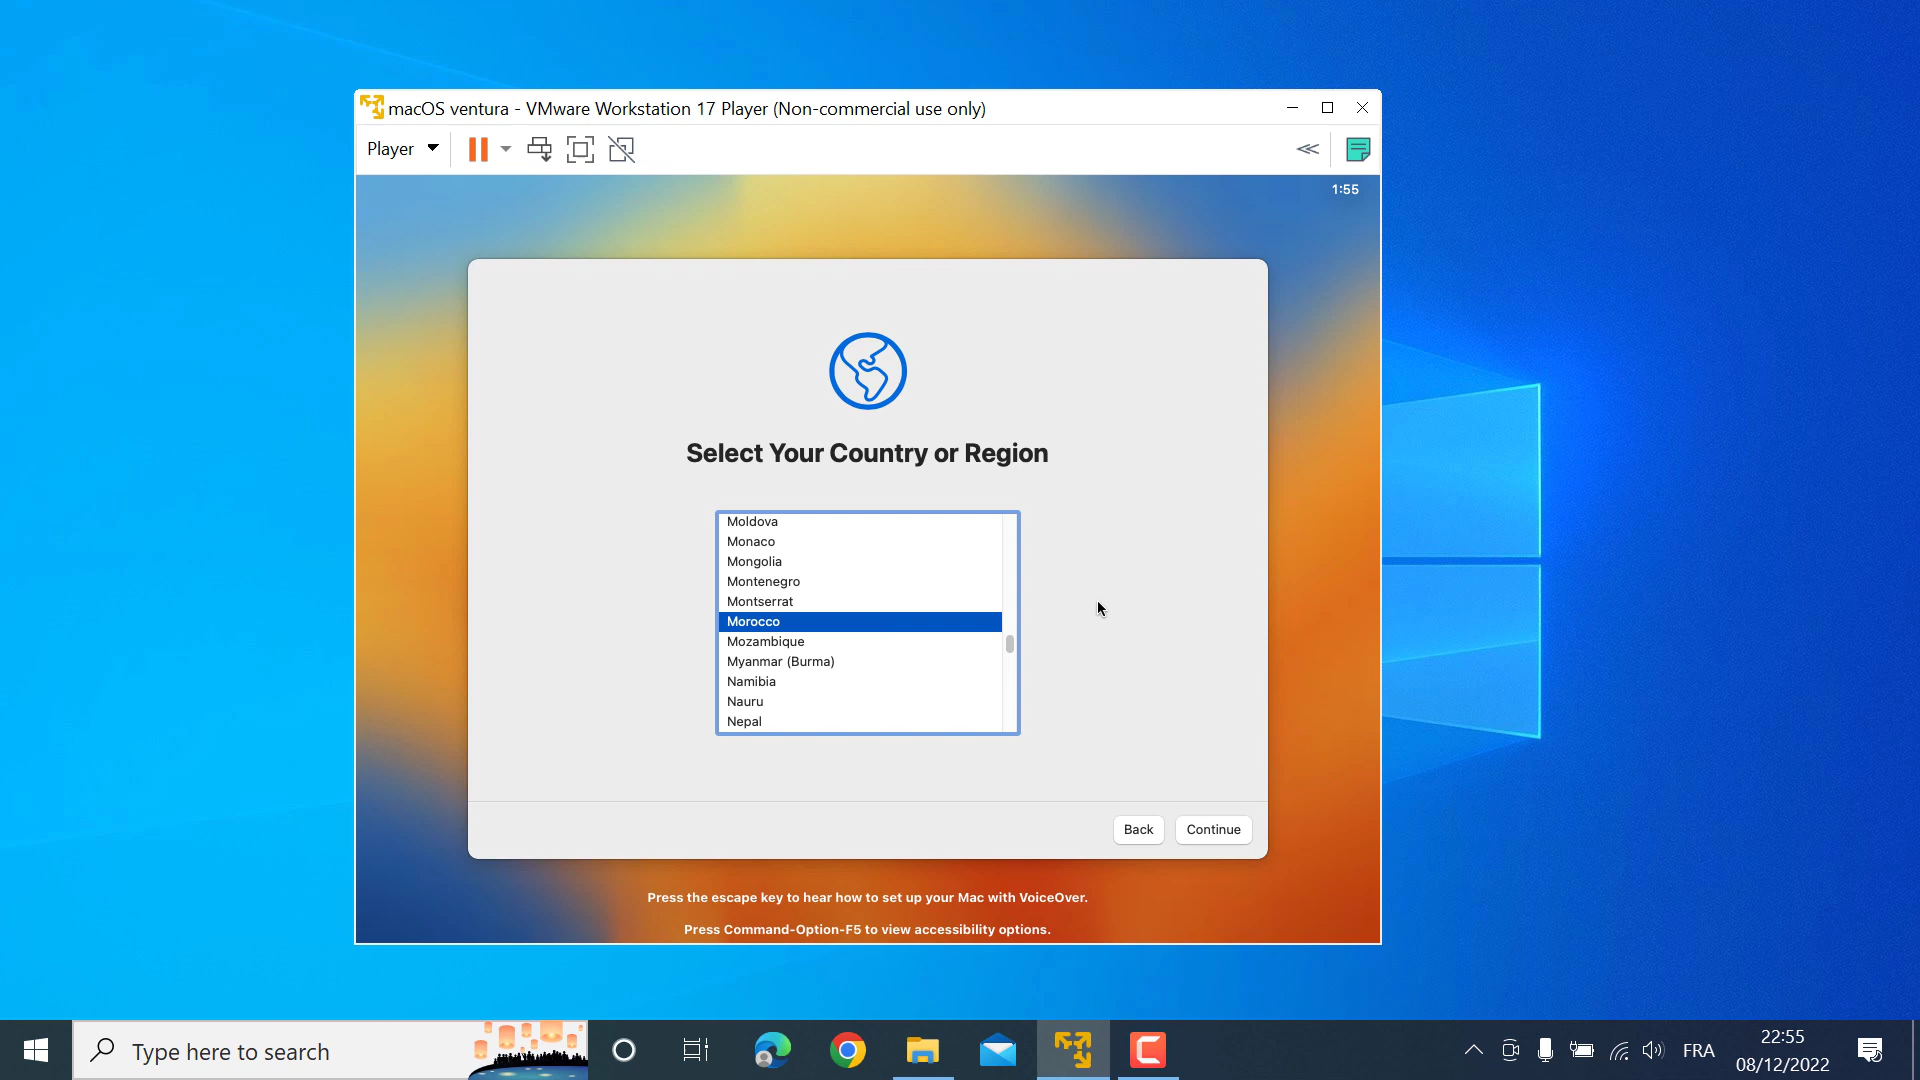 macOS ventura - VMware Workstation 17 Player (Non-commercial use only)
Player
1:55
Select Your Country or Region
Moldova
Monaco
Mongolia
Montenegro
Montserrat
Morocco
Mozambique
Myanmar (Burma)
Namibia
Nauru
Nepal
Back
Continue
Press the escape key to hear how to set up your Mac with VoiceOver.
Press Command-Option-F5 to view accessibility options.
Type here to search
FRA
22:55
08/12/2022